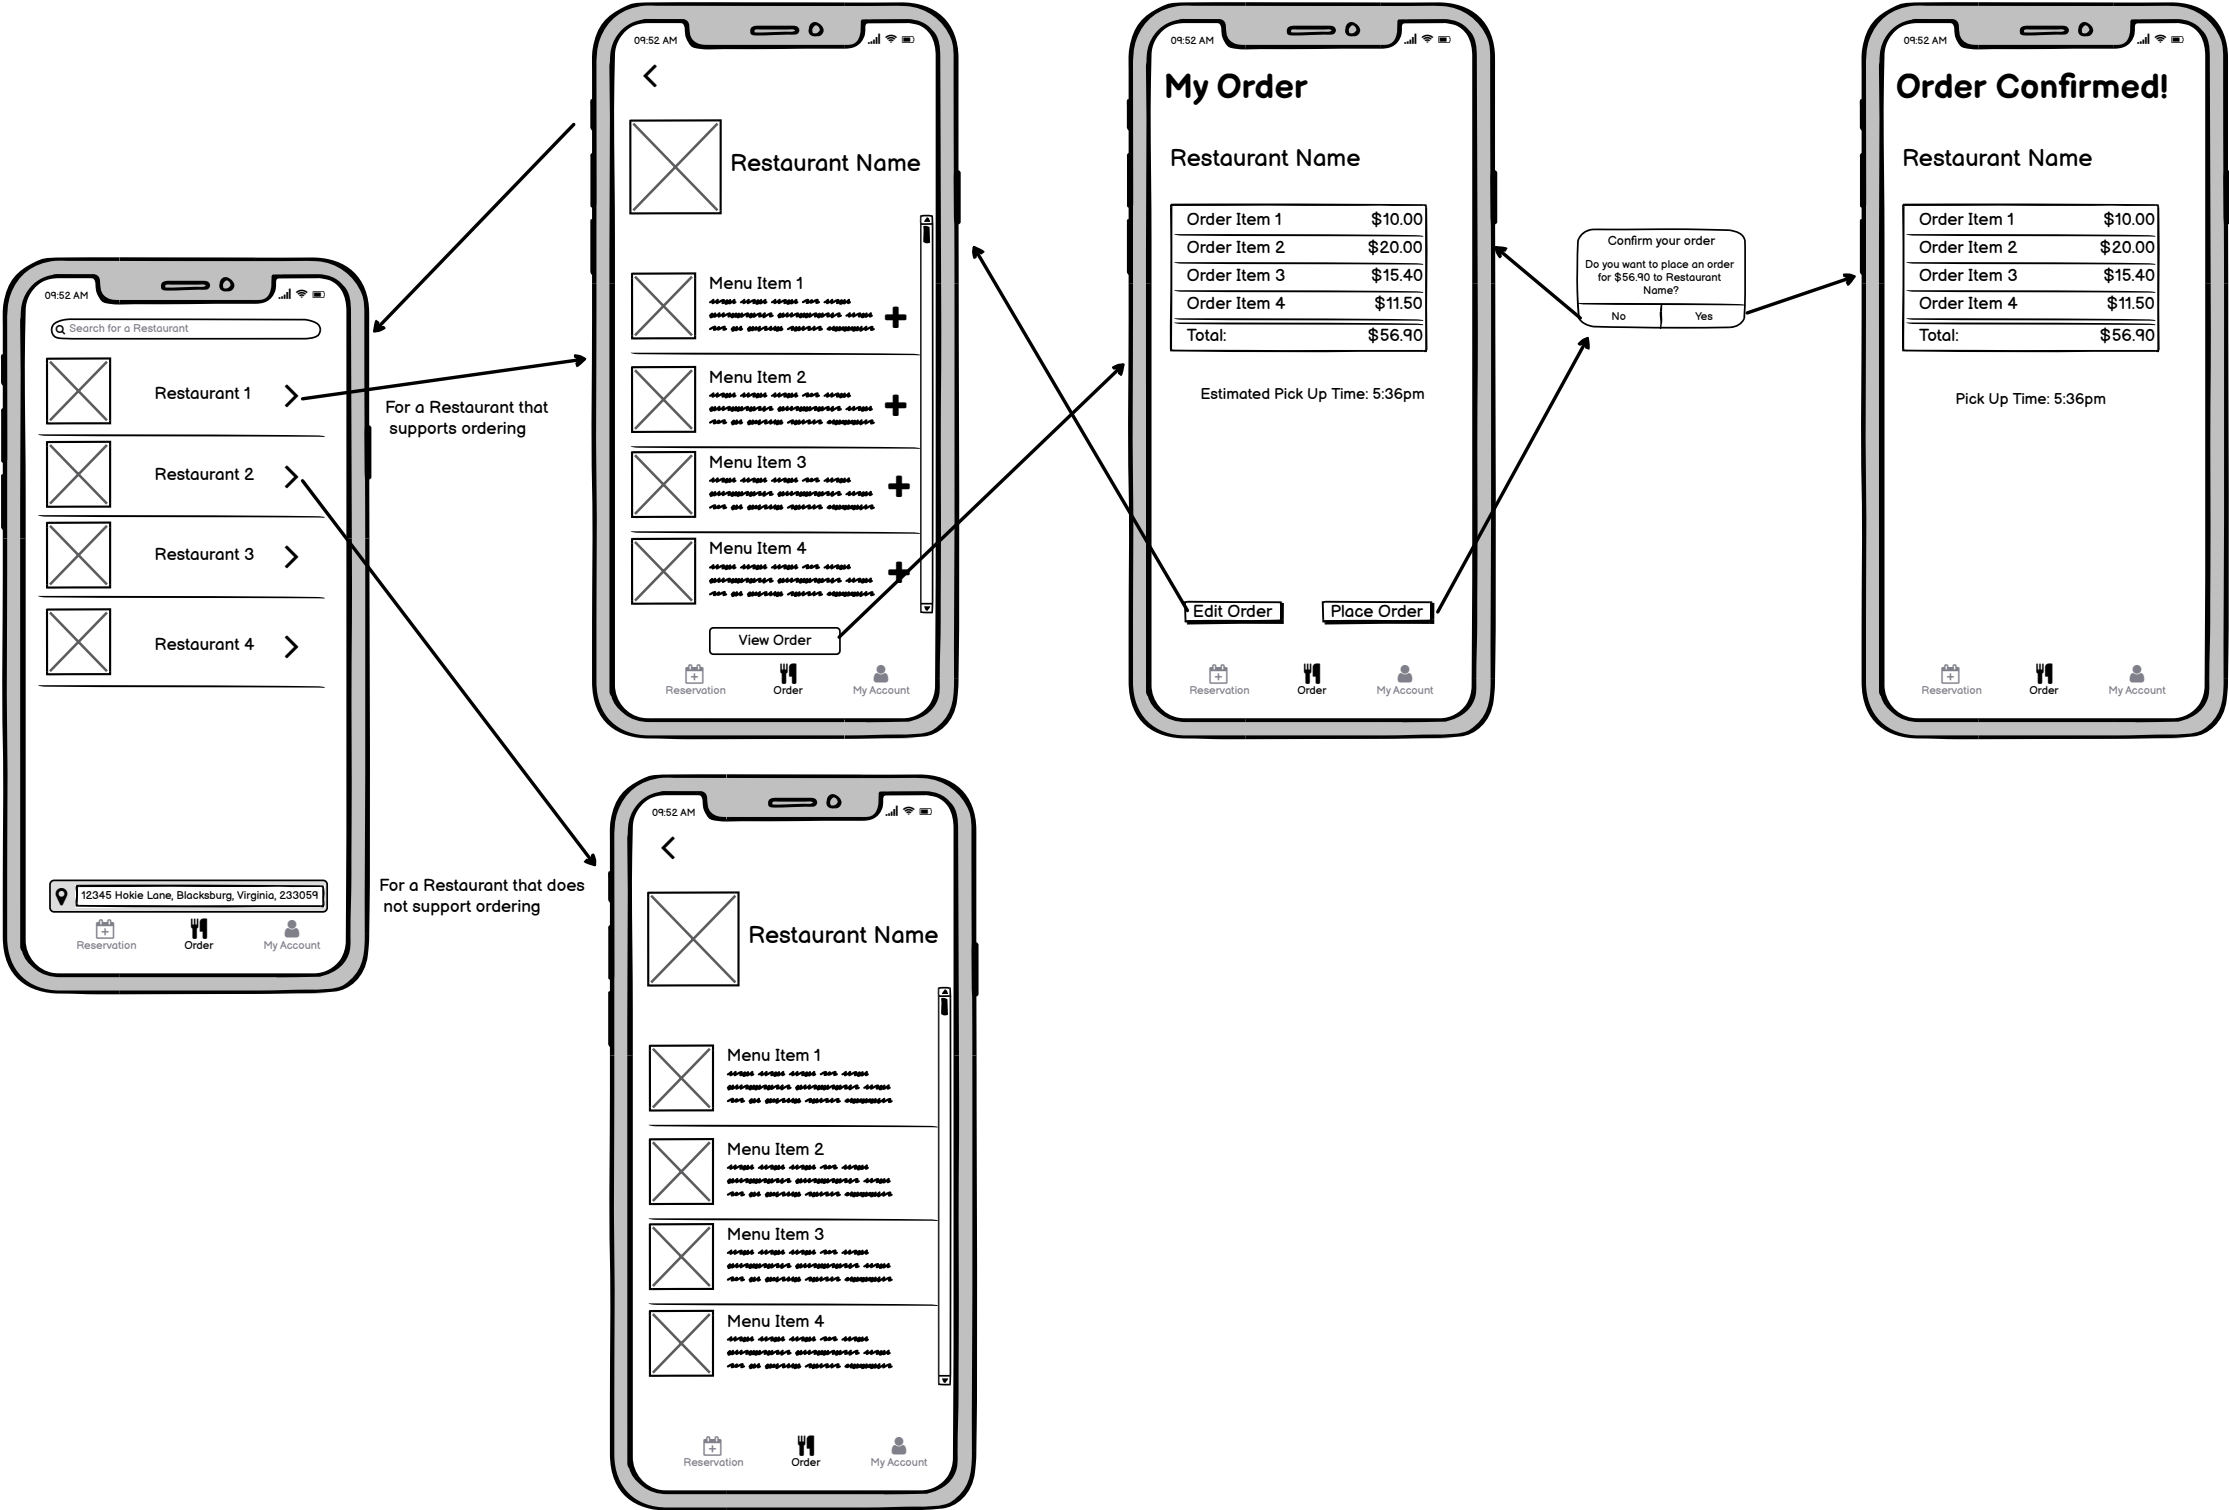 09:52 AM
Search for a Restaurant
Restaurant 1
Restaurant 2
Restaurant 3
Restaurant 4
12345 Hokie Lane, Blacksburg, Virginia, 233059
Reservation
Order
My Account
For a Restaurant that
supports ordering
For a Restaurant that does
not support ordering
09:52 AM
Restaurant Name
Menu Item 1
Menu Item 2
Menu Item 3
Menu Item 4
View Order
Reservation
Order
My Account
09:52 AM
Restaurant Name
Menu Item 1
Menu Item 2
Menu Item 3
Menu Item 4
Reservation
Order
My Account
09:52 AM
My Order
Restaurant Name
Order Item 1 $10.00
Order Item 2 $20.00
Order Item 3 $15.40
Order Item 4 $11.50
Total: $56.90
Estimated Pick Up Time: 5:36pm
Edit Order
Place Order
Reservation
Order
My Account
Confirm your order
Do you want to place an order
for $56.90 to Restaurant
Name?
No
Yes
09:52 AM
Order Confirmed!
Restaurant Name
Order Item 1 $10.00
Order Item 2 $20.00
Order Item 3 $15.40
Order Item 4 $11.50
Total: $56.90
Pick Up Time: 5:36pm
Reservation
Order
My Account